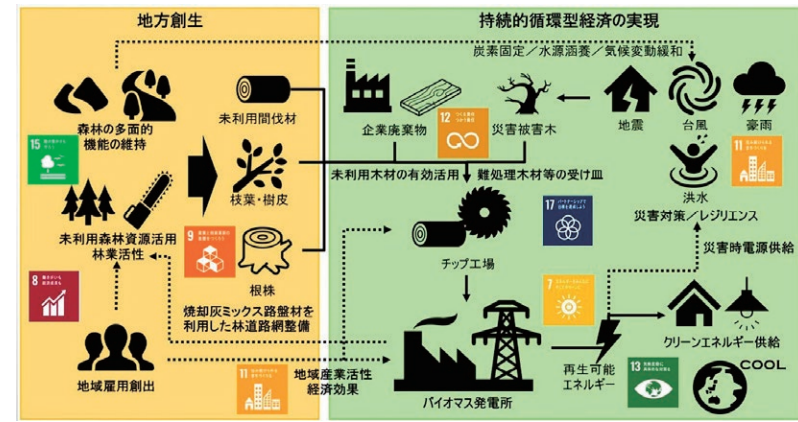 地方創生
持続的循環型経済の実現
炭素固定/水源涵養/気候変動緩和
未利用間伐材
企業廃棄物
12
災害被害木
地震
台風
豪雨
森林の多面的
機能の維持
15
11
枝葉・樹皮
未利用木材の有効活用
難処理木材等の受け皿
洪水
災害対策/レジリエンス
未利用森林資源活用
林業活性
9
17
根株
チップ工場
災害時電源供給
8
7
焼却灰ミックス路盤材を
利用した林道路網整備
クリーンエネルギー供給
地域雇用創出
11
地域産業活性
経済効果
バイオマス発電所
再生可能
エネルギー
13
COOL